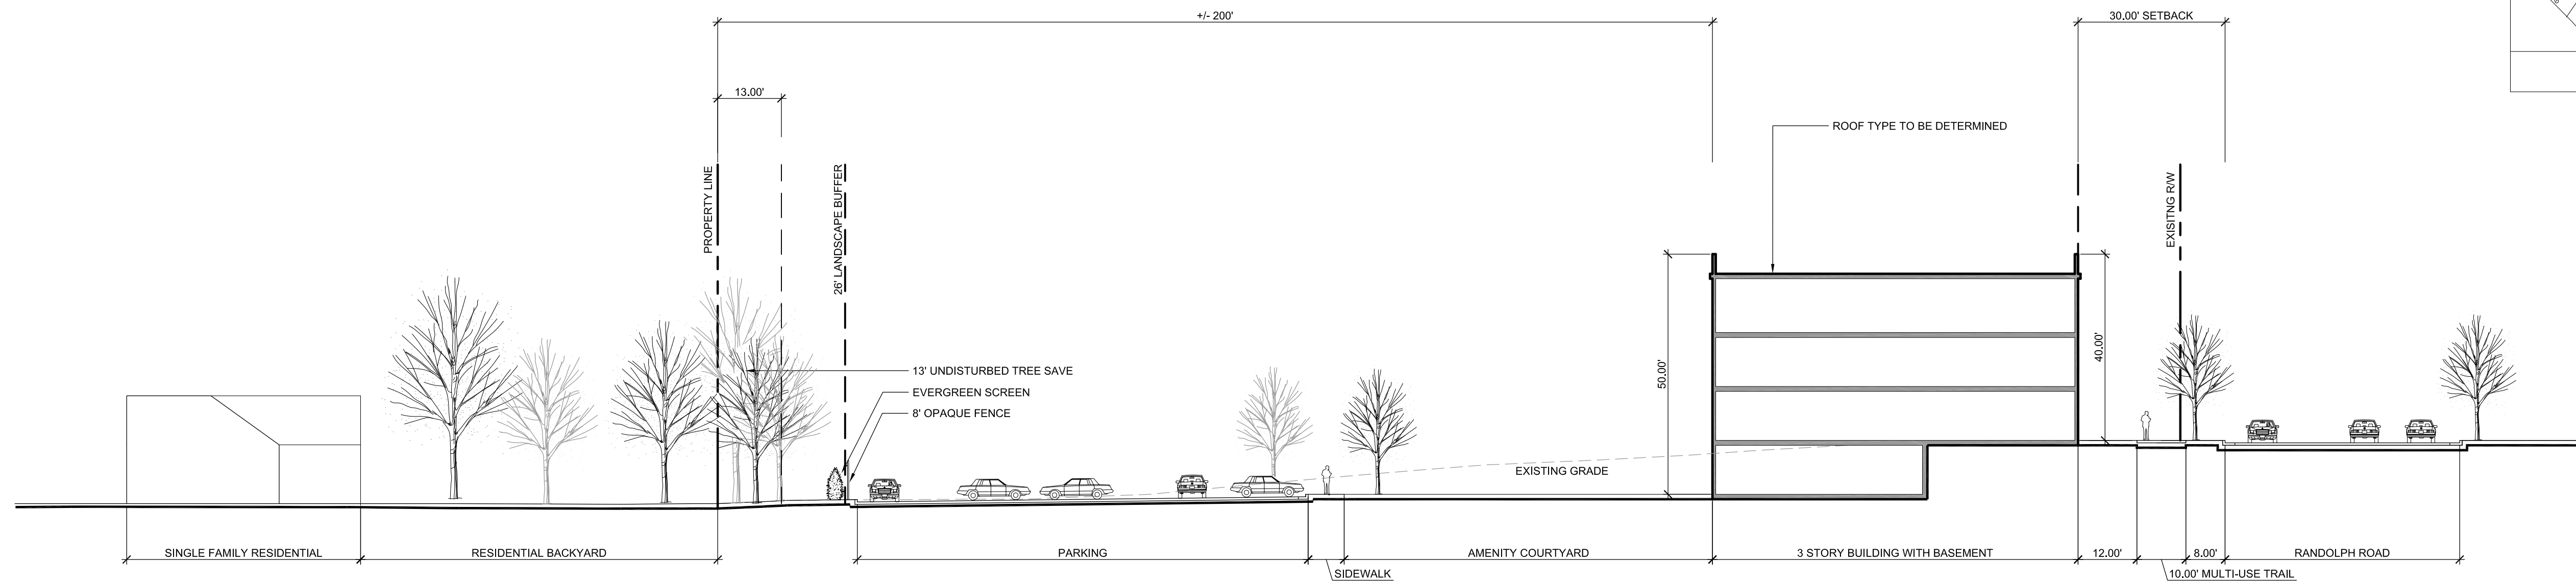 +/- 200'
30.00' SETBACK
13.00'
ROOF TYPE TO BE DETERMINED
PROPERTY LINE
26' LANDSCAPE BUFFER
EXISITNG R/W
50.00'
40.00'
13' UNDISTURBED TREE SAVE
EVERGREEN SCREEN
8' OPAQUE FENCE
EXISTING GRADE
SINGLE FAMILY RESIDENTIAL
RESIDENTIAL BACKYARD
PARKING
SIDEWALK
AMENITY COURTYARD
3 STORY BUILDING WITH BASEMENT
12.00'
10.00' MULTI-USE TRAIL
8.00'
RANDOLPH ROAD